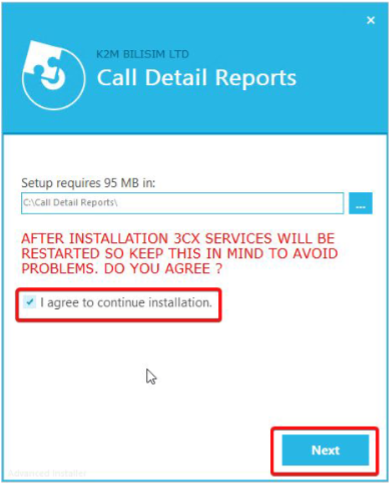 K2M BILISIM LTD
Call Detail Reports
Setup requires 95 MB in:
C:\Call Detail Reports\
...
AFTER INSTALLATION 3CX SERVICES WILL BE
RESTARTED SO KEEP THIS IN MIND TO AVOID
PROBLEMS. DO YOU AGREE ?
I agree to continue installation.
Next
Advanced Installer